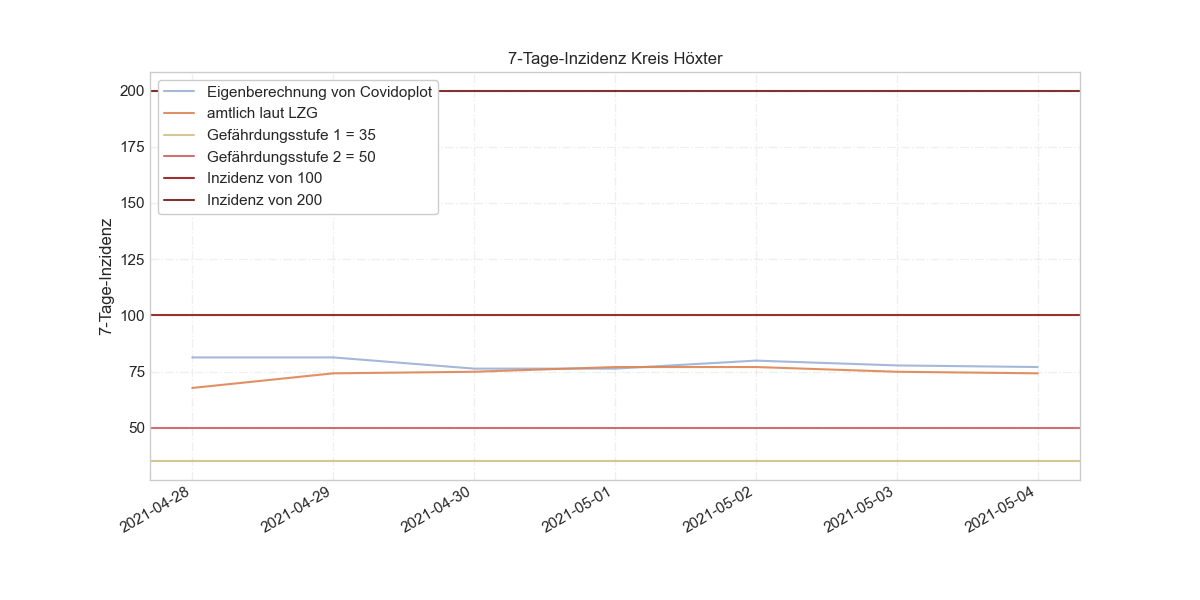 7-Tage-Inzidenz Kreis Höxter
Eigenberechnung von Covidoplot
amtlich laut LZG
Gefährdungsstufe 1 = 35
Gefährdungsstufe 2 = 50
Inzidenz von 100
Inzidenz von 200
7-Tage-Inzidenz
200
175
150
125
100
75
50
2021-04-28
2021-04-29
2021-04-30
2021-05-01
2021-05-02
2021-05-03
2021-05-04